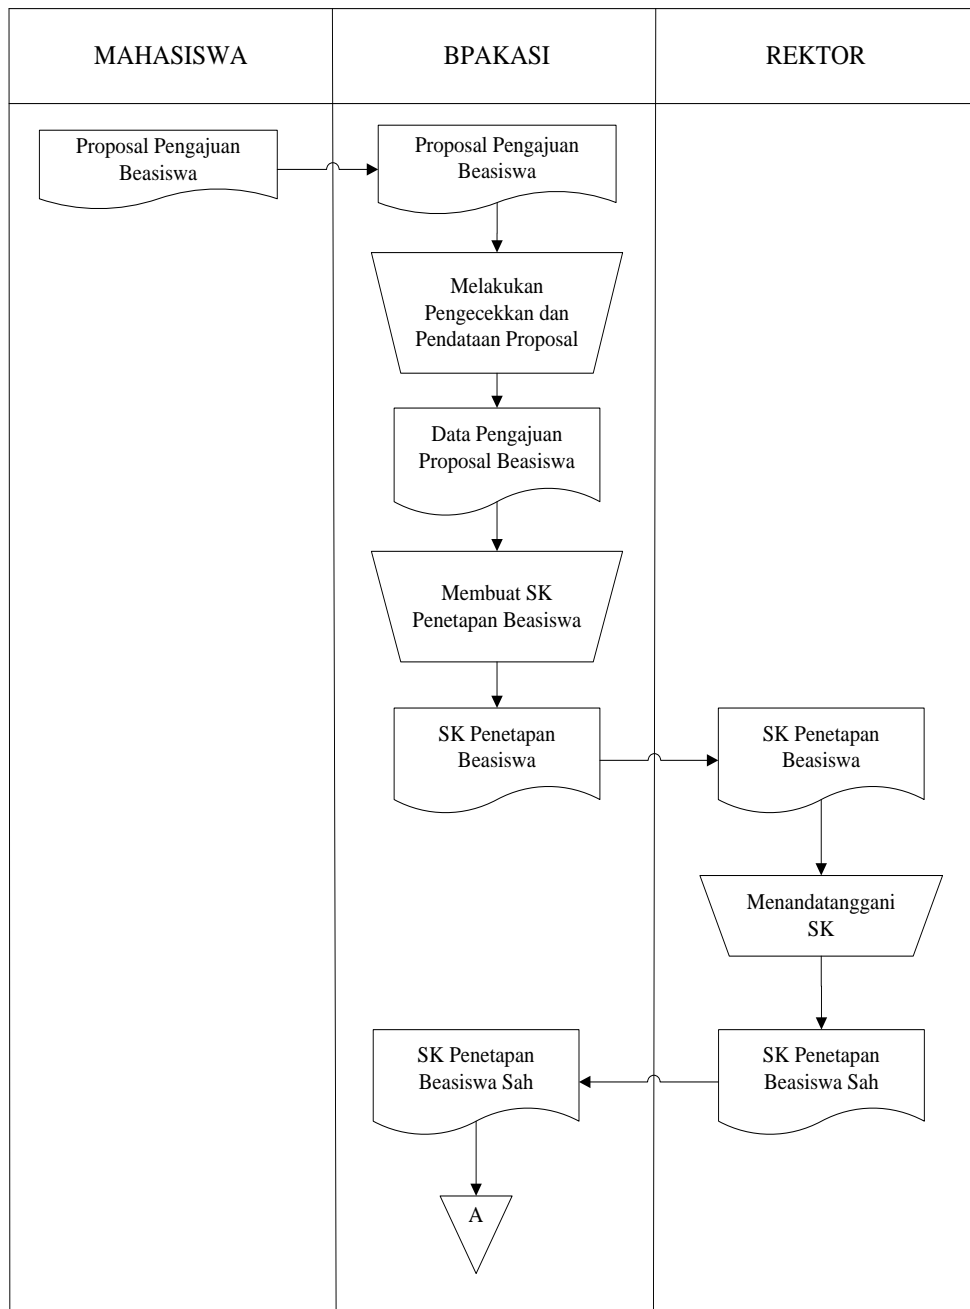 MAHASISWA
BPAKASI
REKTOR
Proposal Pengajuan
Beasiswa
Proposal Pengajuan
Beasiswa
Melakukan
Pengecekkan dan
Pendataan Proposal
Data Pengajuan
Proposal Beasiswa
Membuat SK
Penetapan Beasiswa
SK Penetapan
Beasiswa
SK Penetapan
Beasiswa
Menandatanggani
SK
SK Penetapan
Beasiswa Sah
SK Penetapan
Beasiswa Sah
A